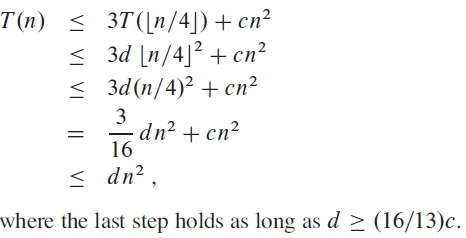 T(n) ≤ 3T(⌊n/4⌋) + cn²
≤ 3d ⌊n/4⌋² + cn²
≤ 3d(n/4)² + cn²
= 3/16 dn² + cn²
≤ dn² ,
where the last step holds as long as d ≥ (16/13)c.